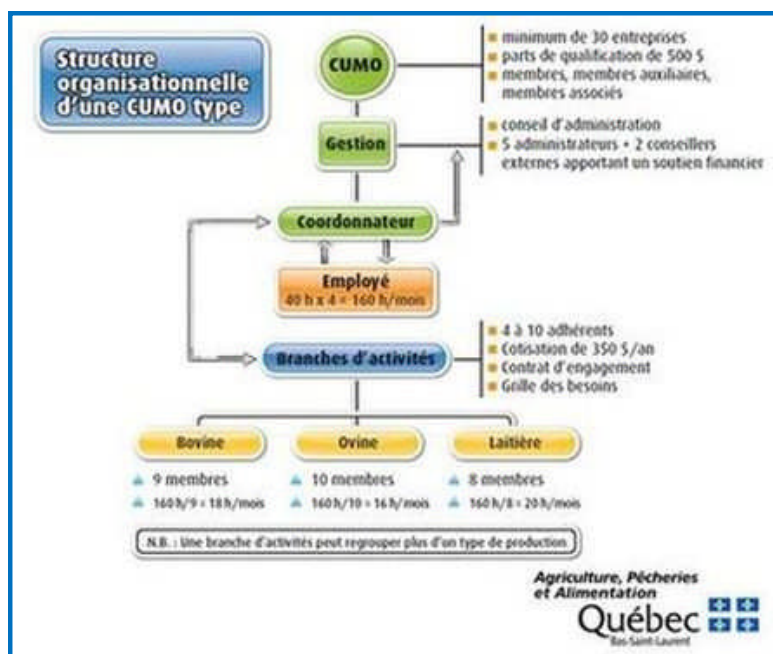 Structure
organisationnelle
d'une CUMO type
CUMO
minimum de 30 entreprises
parts de qualification de 500 $
membres, membres auxiliaires,
membres associés
Gestion
conseil d'administration
5 administrateurs + 2 conseillers
externes apportant un soutien financier
Coordonnateur
Employé
40 h x 4 = 160 h/mois
Branches d'activités
4 à 10 adhérents
Cotisation de 350 $/an
Contrat d'engagement
Grille des besoins
Bovine
Ovine
Laitière
9 membres
10 membres
8 membres
160 h/9 = 18 h/mois
160 h/10 = 16 h/mois
160 h/8 = 20 h/mois
N.B. : Une branche d'activités peut regrouper plus d'un type de production
Agriculture, Pêcheries
et Alimentation
Québec
Bas-Saint-Laurent